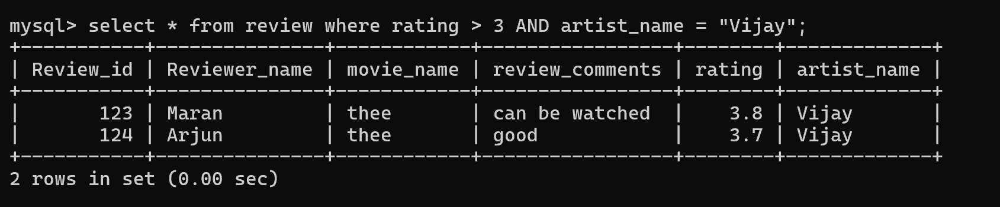 mysql> select * from review where rating > 3 AND artist_name = "Vijay";
+-----------+---------------+------------+-----------------+--------+-------------+
| Review_id | Reviewer_name | movie_name | review_comments | rating | artist_name |
+-----------+---------------+------------+-----------------+--------+-------------+
|       123 | Maran         | thee       | can be watched  |    3.8 | Vijay       |
|       124 | Arjun         | thee       | good            |    3.7 | Vijay       |
+-----------+---------------+------------+-----------------+--------+-------------+
2 rows in set (0.00 sec)